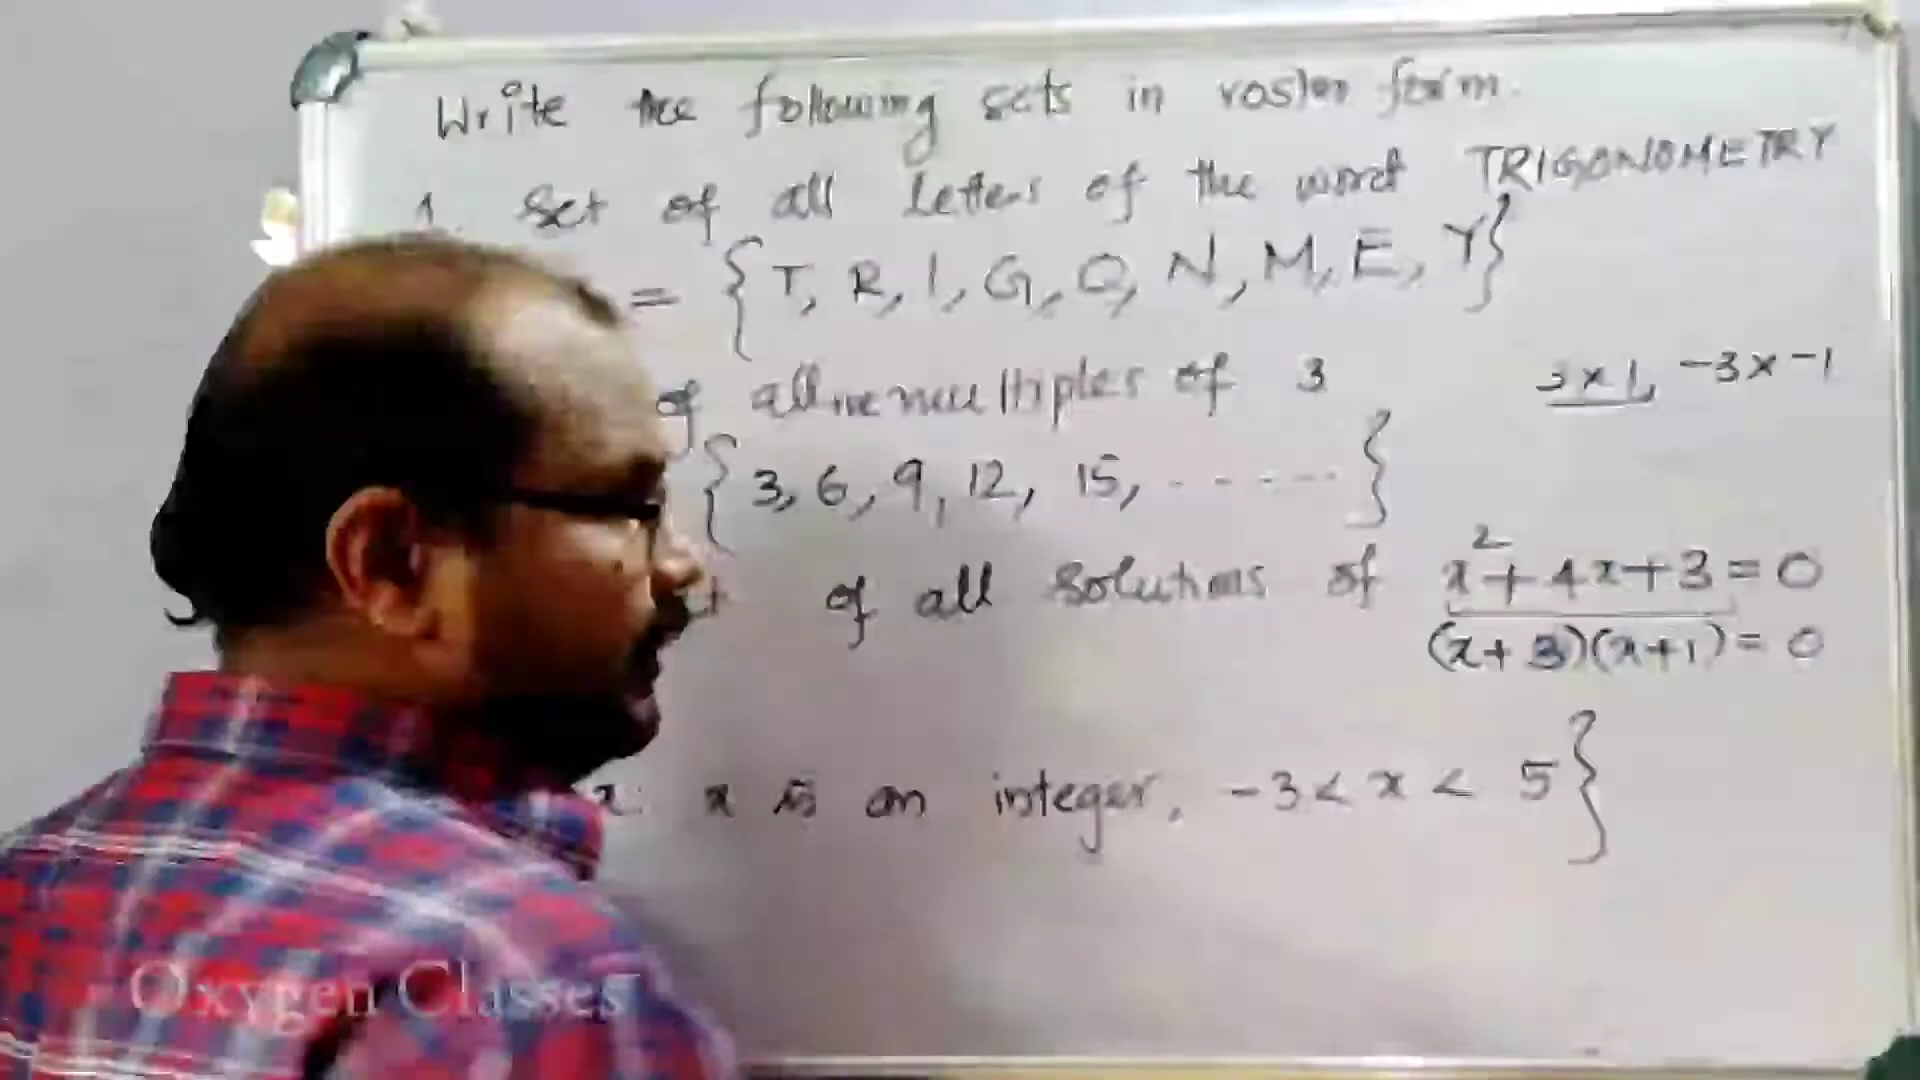 Write the following sets in roster form.
1. Set of all Letters of the word TRIGONOMETRY
= {T, R, I, G, O, N, M, E, Y}
of all +ve multiples of 3
3×1, -3×-1
{3, 6, 9, 12, 15, ------}
of all solutions of x²+4x+3=0
(x+3)(x+1)=0
x: x is an integer, -3<x<5}
Oxygen Classes